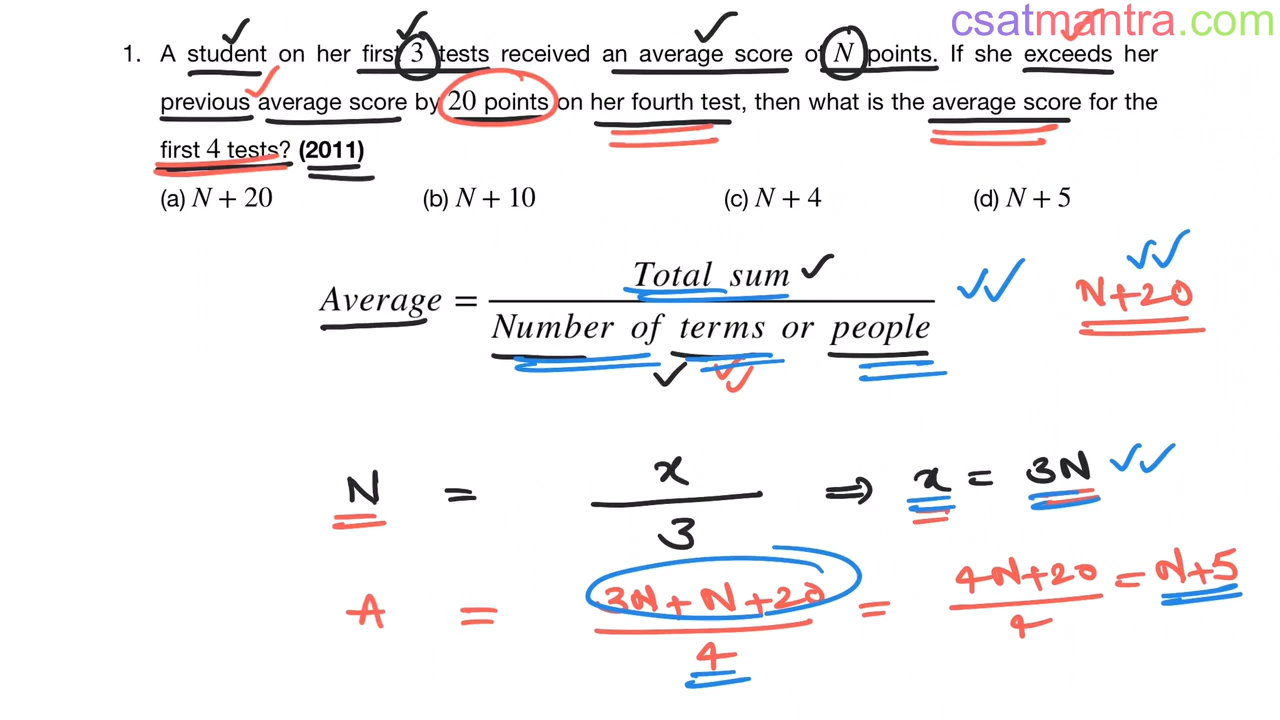 csatmantra.com
1. A student on her first 3 tests received an average score of N points. If she exceeds her
previous average score by 20 points on her fourth test, then what is the average score for the
first 4 tests? (2011)
(a) N + 20 (b) N + 10 (c) N + 4 (d) N + 5
Average = Total sum / Number of terms or people
N+20
N = x / 3 ⇒ x = 3N
A = 3N + N + 20 / 4 = 4N+20 / 4 = N+5